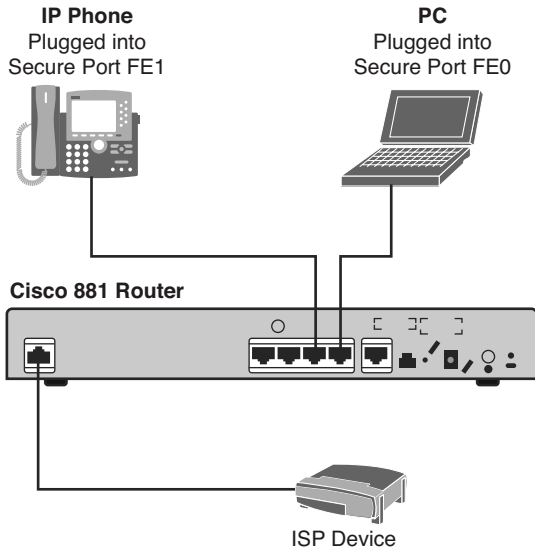 IP Phone
Plugged into
Secure Port FE1
PC
Plugged into
Secure Port FE0
Cisco 881 Router
ISP Device